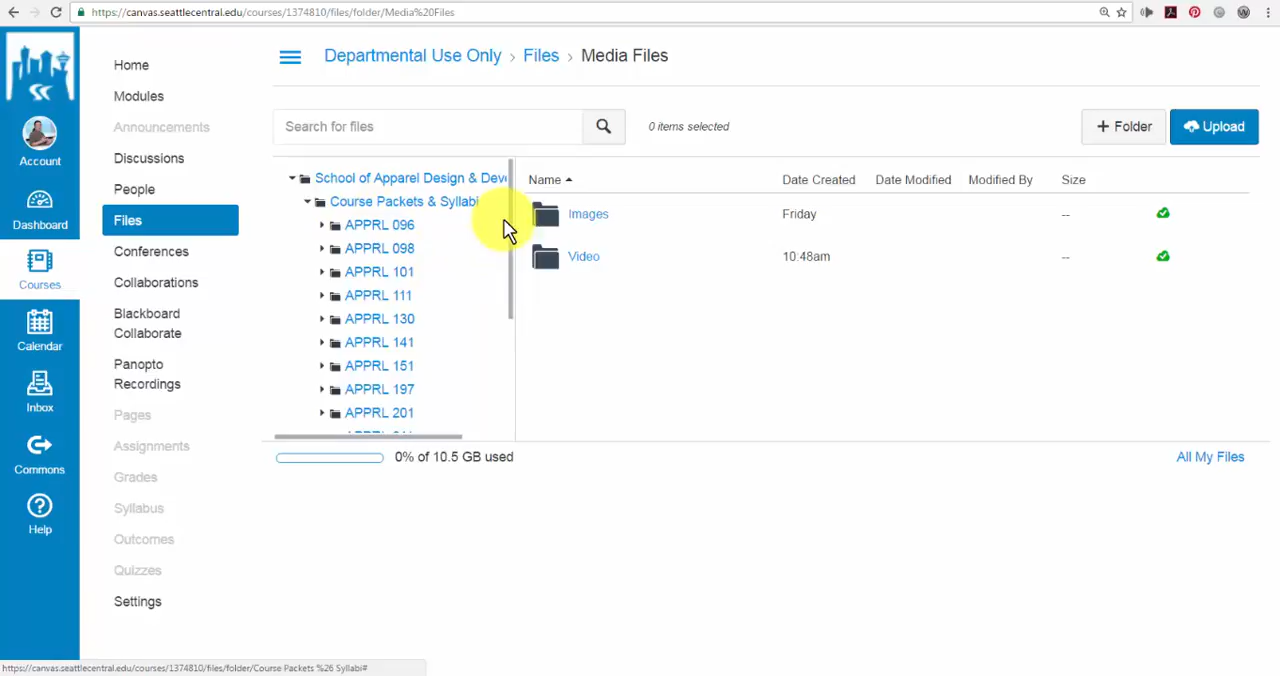 https://canvas.seattlecentral.edu/courses/1374810/files/folder/Media%20Files
Account
Dashboard
Courses
Calendar
Inbox
Commons
Help
Home
Modules
Announcements
Discussions
People
Files
Conferences
Collaborations
Blackboard
Collaborate
Panopto
Recordings
Pages
Assignments
Grades
Syllabus
Outcomes
Quizzes
Settings
Departmental Use Only › Files › Media Files
Search for files
0 items selected
+ Folder
Upload
School of Apparel Design & Deve
Course Packets & Syllabi
APPRL 096
APPRL 098
APPRL 101
APPRL 111
APPRL 130
APPRL 141
APPRL 151
APPRL 197
APPRL 201
Name Date Created Date Modified Modified By Size
Images Friday --
Video 10:48am --
0% of 10.5 GB used
All My Files
https://canvas.seattlecentral.edu/courses/1374810/files/folder/Course Packets %26 Syllabi#